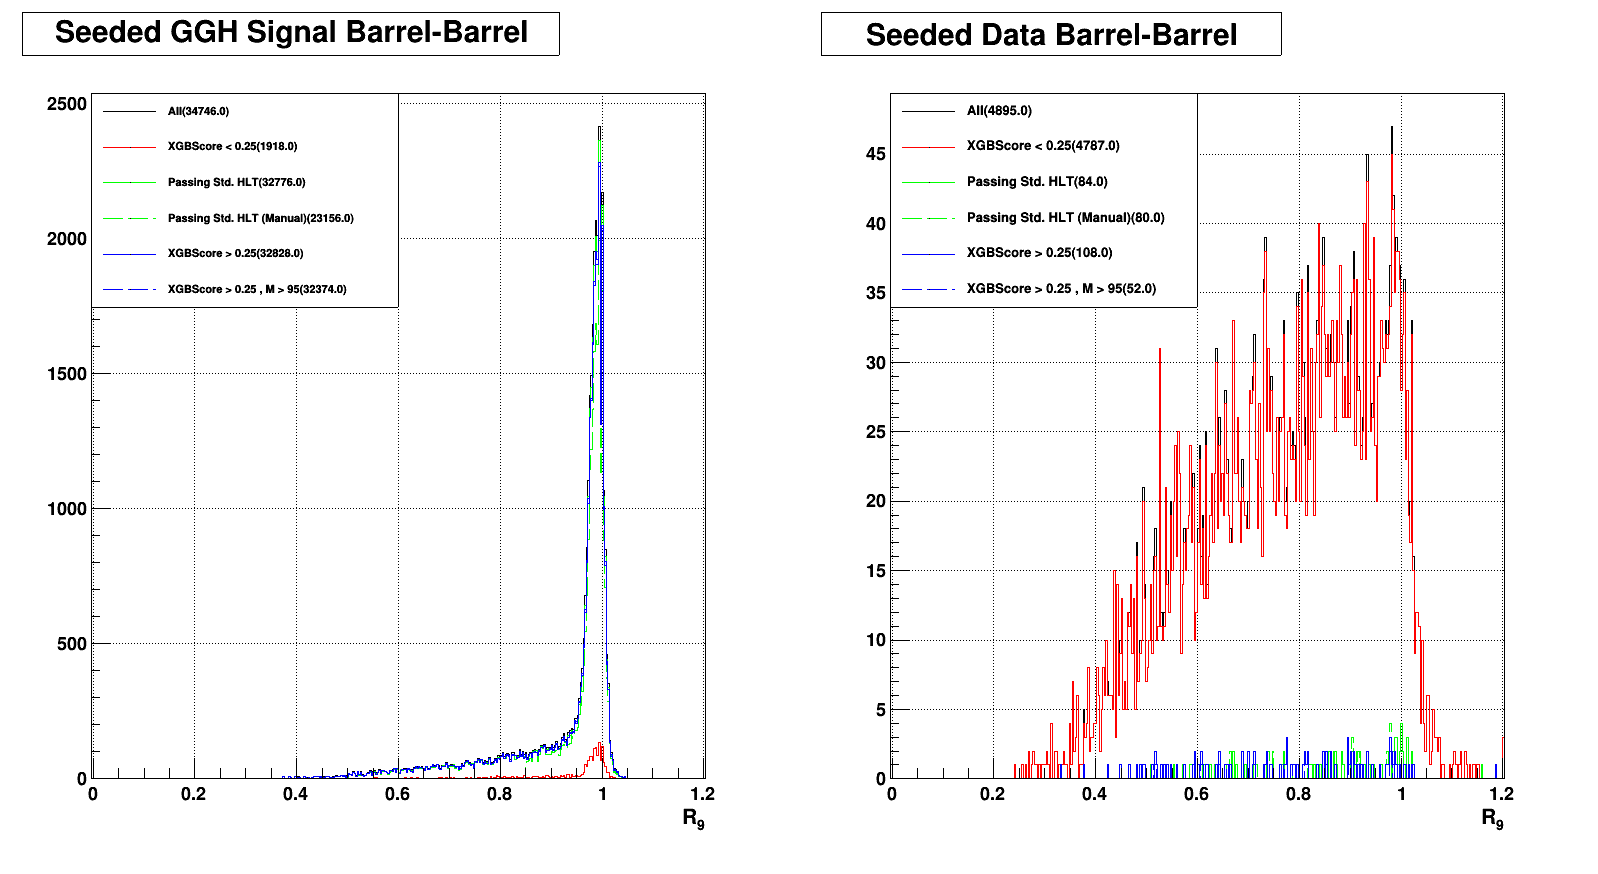 Seeded GGH Signal Barrel-Barrel
2500
2000
1500
1000
500
0
All(34746.0)
XGBScore < 0.25(1918.0)
Passing Std. HLT(32776.0)
Passing Std. HLT (Manual)(23156.0)
XGBScore > 0.25(32828.0)
XGBScore > 0.25 , M > 95(32374.0)
0 0.2 0.4 0.6 0.8 1 1.2
R9
Seeded Data Barrel-Barrel
45
40
35
30
25
20
15
10
5
0
All(4895.0)
XGBScore < 0.25(4787.0)
Passing Std. HLT(84.0)
Passing Std. HLT (Manual)(80.0)
XGBScore > 0.25(108.0)
XGBScore > 0.25 , M > 95(52.0)
0 0.2 0.4 0.6 0.8 1 1.2
R9